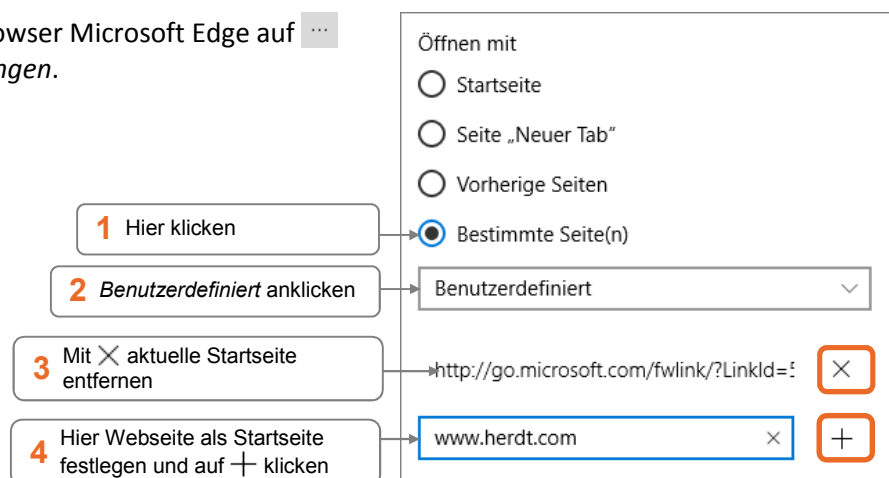 owser Microsoft Edge auf ...
ngen.
Öffnen mit
Startseite
Seite „Neuer Tab“
Vorherige Seiten
1 Hier klicken
Bestimmte Seite(n)
2 Benutzerdefiniert anklicken
Benutzerdefiniert
3 Mit × aktuelle Startseite
entfernen
http://go.microsoft.com/fwlink/?LinkId=5
4 Hier Webseite als Startseite
festlegen und auf + klicken
www.herdt.com